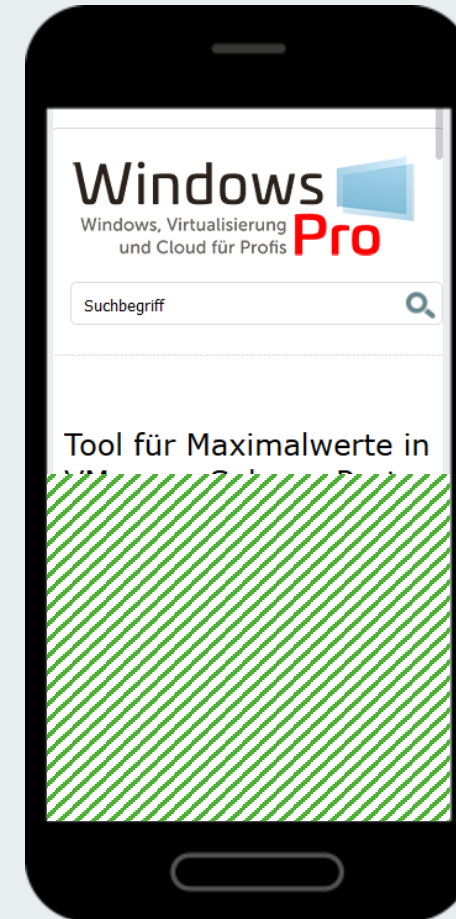 Windows
Windows, Virtualisierung
und Cloud für Profis
Pro
Suchbegriff
Tool für Maximalwerte in